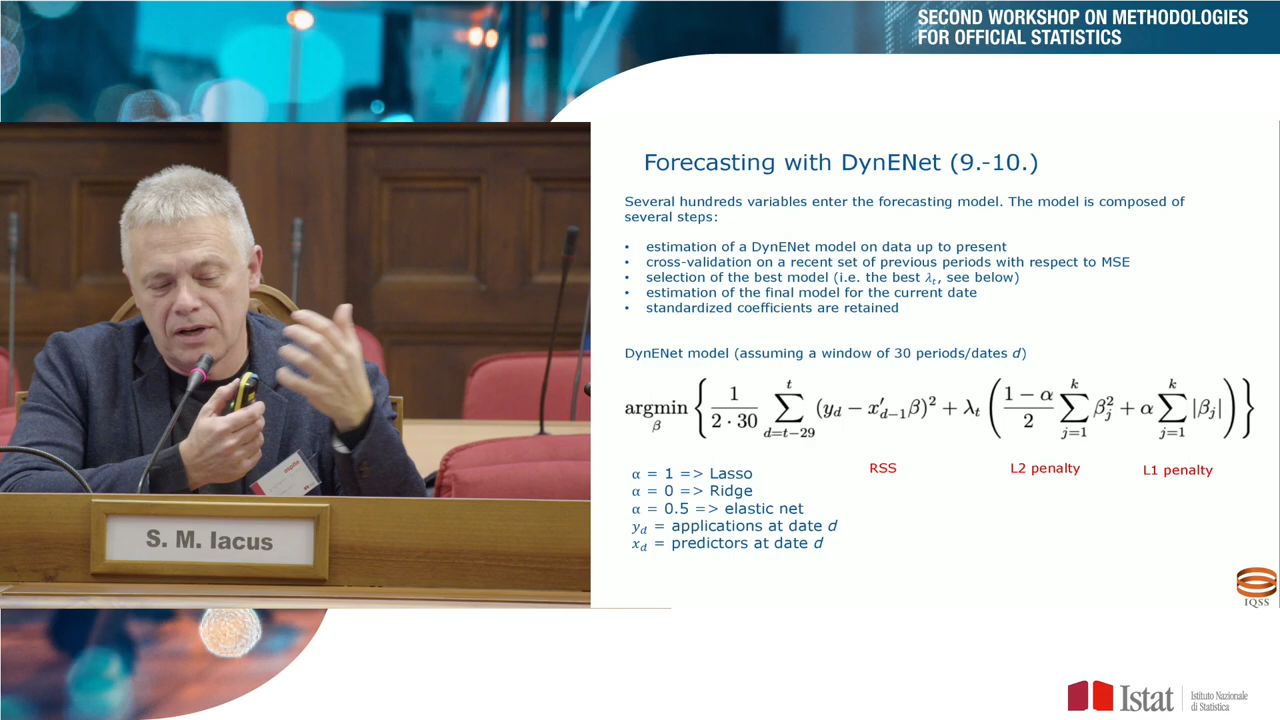 SECOND WORKSHOP ON METHODOLOGIES
FOR OFFICIAL STATISTICS
Forecasting with DynENet (9.-10.)
Several hundreds variables enter the forecasting model. The model is composed of
several steps:
• estimation of a DynENet model on data up to present
• cross-validation on a recent set of previous periods with respect to MSE
• selection of the best model (i.e. the best λ_t, see below)
• estimation of the final model for the current date
• standardized coefficients are retained
DynENet model (assuming a window of 30 periods/dates d)
argmin_β { 1/(2 · 30) ∑_{d=t−29}^{t} (y_d − x′_{d−1}β)² + λ_t ( (1 − α)/2 ∑_{j=1}^{k} β_j² + α ∑_{j=1}^{k} |β_j| ) }
RSS L2 penalty L1 penalty
α = 1 => Lasso
α = 0 => Ridge
α = 0.5 => elastic net
y_d = applications at date d
x_d = predictors at date d
S. M. Iacus
IQSS
Istat
Istituto Nazionale
di Statistica